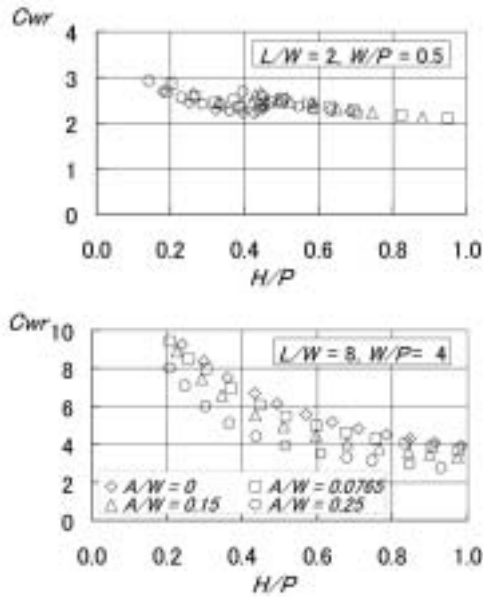 Cwr
4
L/W = 2, W/P = 0.5
3
2
1
0
0.0 0.2 0.4 0.6 0.8 1.0
H/P
Cwr
10
L/W = 8, W/P= 4
8
6
4
◇ A/W = 0 □ A/W = 0.0765
2
△ A/W = 0.15 ○ A/W = 0.25
0
0.0 0.2 0.4 0.6 0.8 1.0
H/P